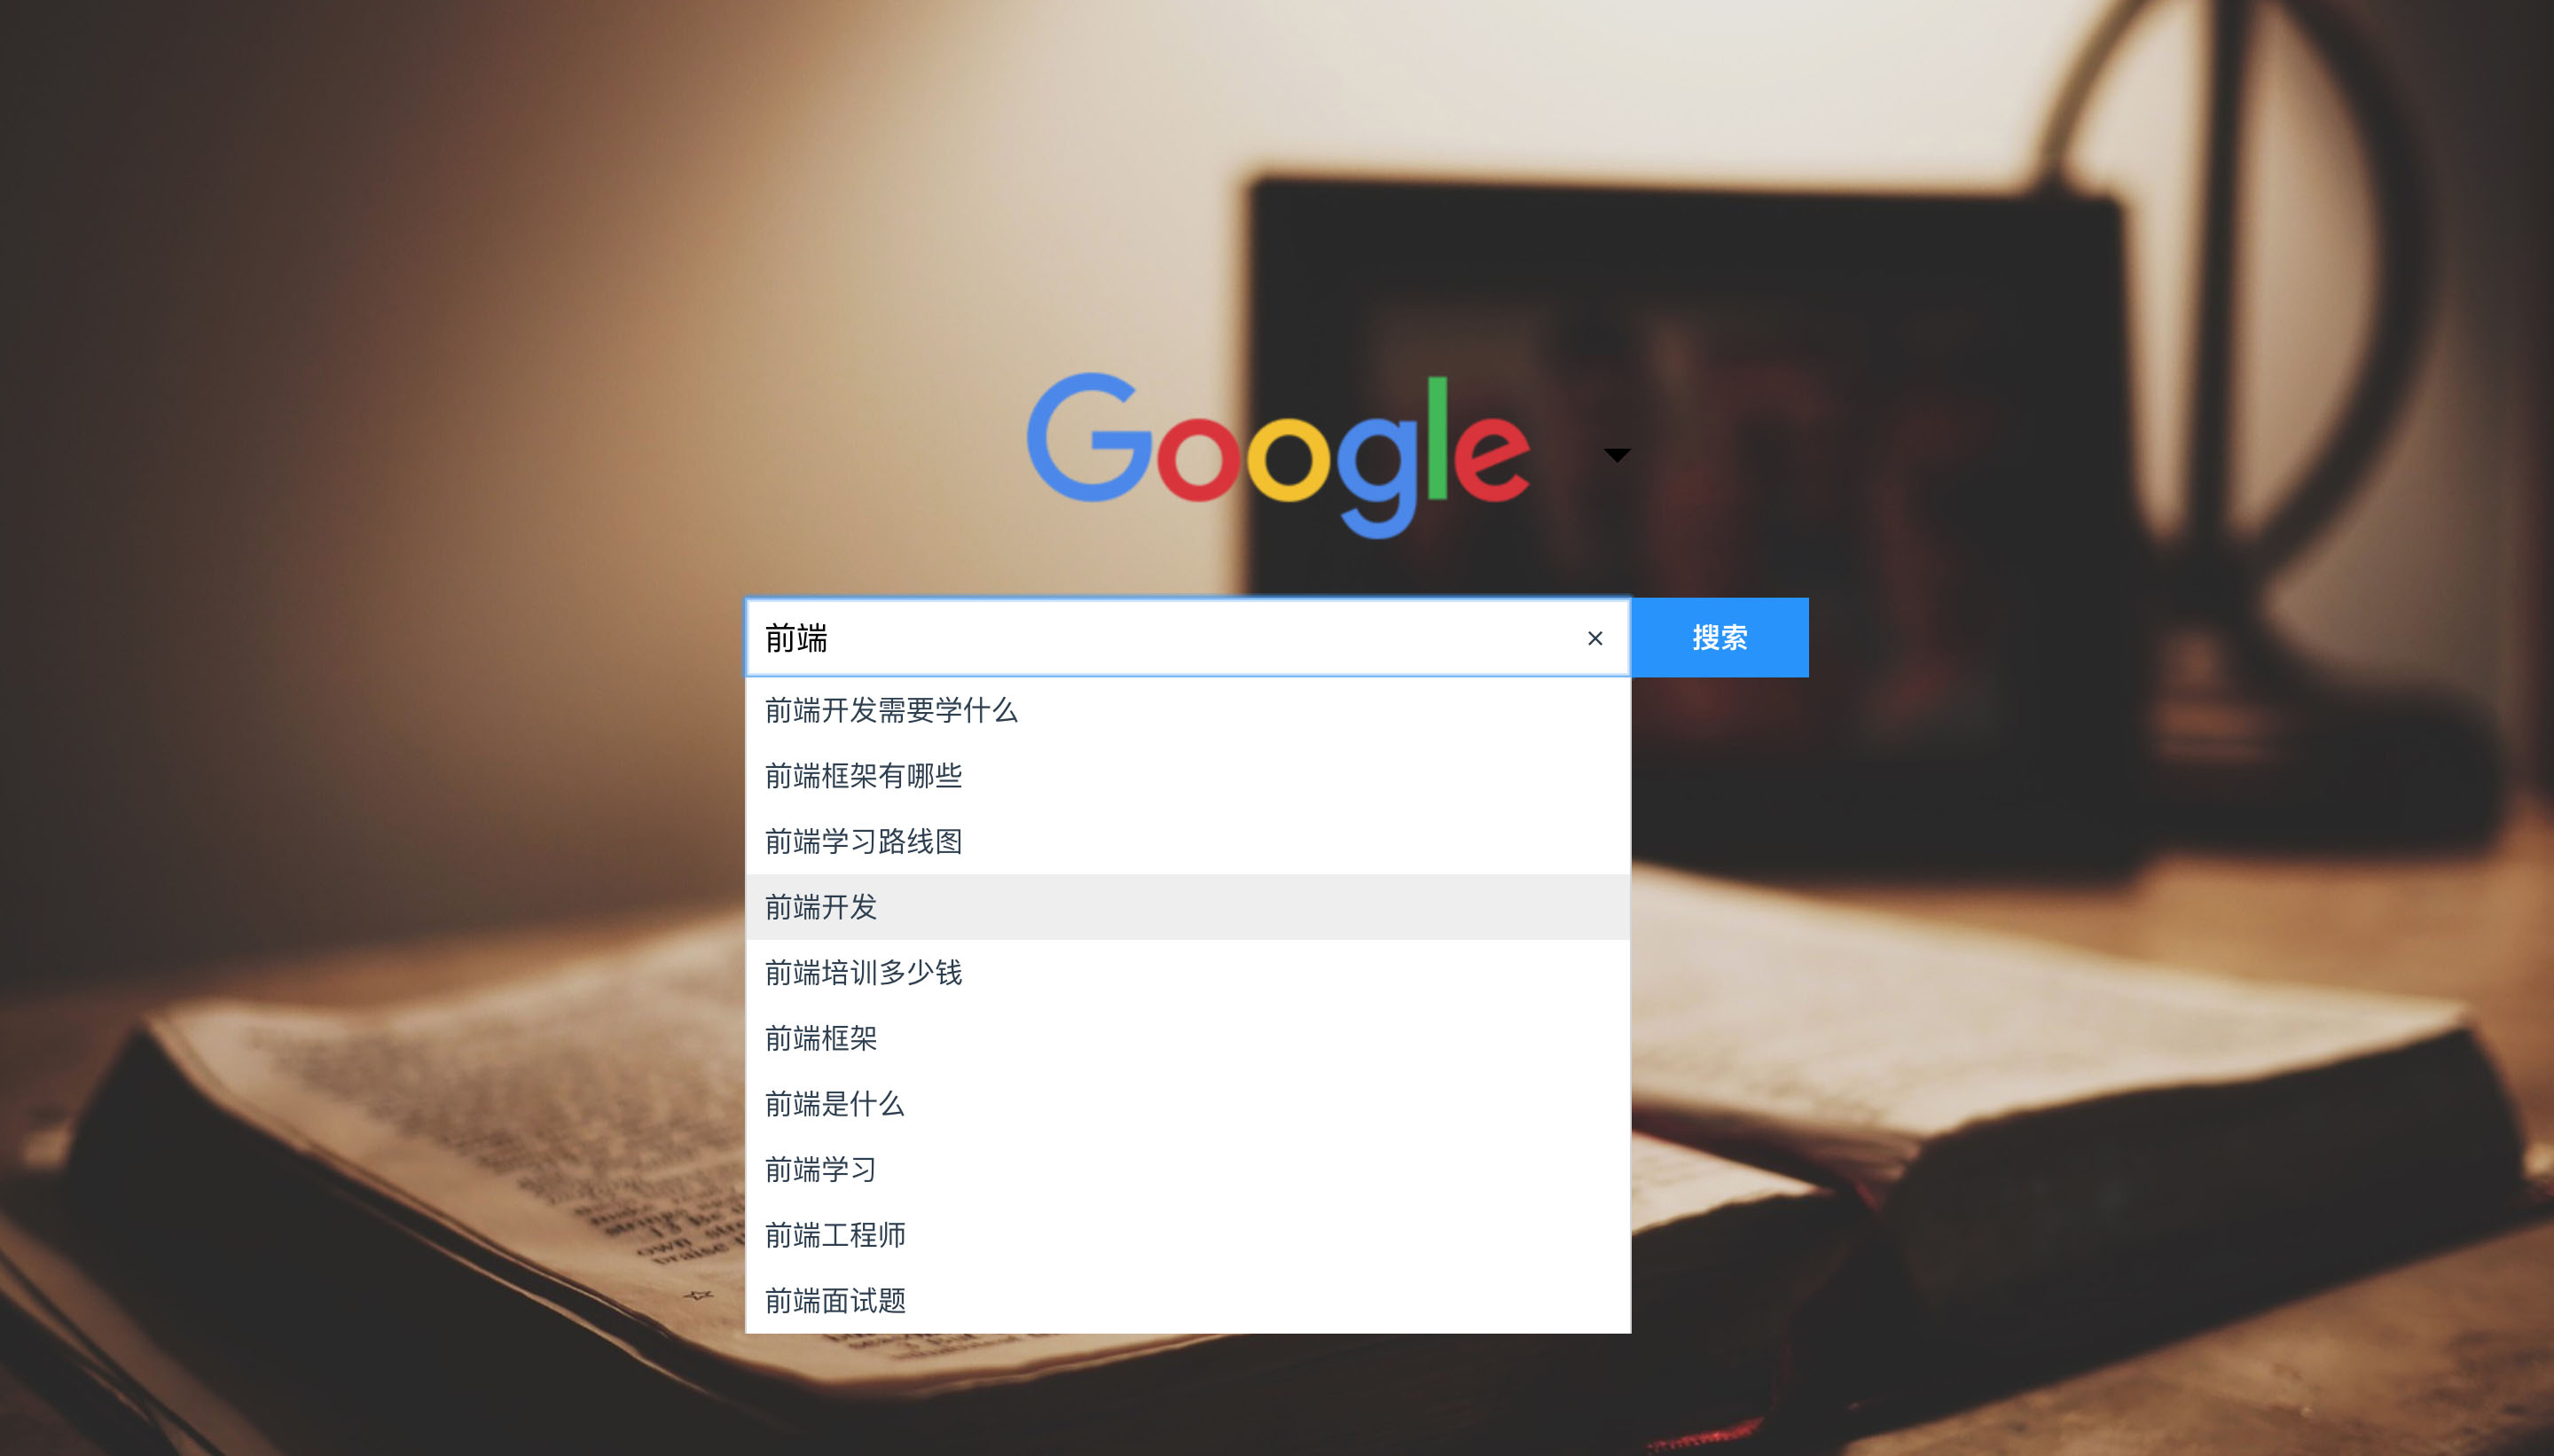 Google
前端
搜索
前端开发需要学什么
前端框架有哪些
前端学习路线图
前端开发
前端培训多少钱
前端框架
前端是什么
前端学习
前端工程师
前端面试题